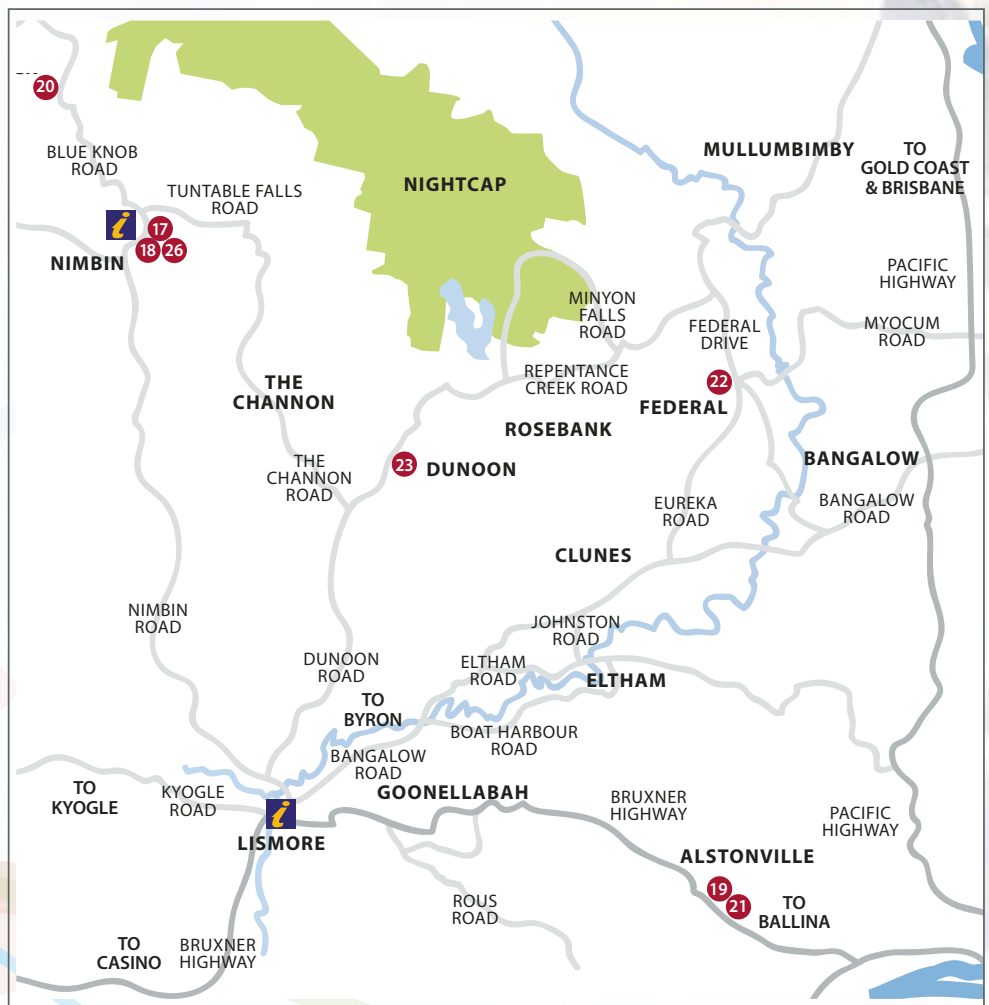 20
BLUE KNOB
ROAD
TUNTABLE FALLS
ROAD
NIGHTCAP
MULLUMBIMBY
TO
GOLD COAST
& BRISBANE
i
17
18
26
NIMBIN
PACIFIC
HIGHWAY
MINYON
FALLS
ROAD
FEDERAL
DRIVE
MYOCUM
ROAD
THE
CHANNON
REPENTANCE
CREEK ROAD
22
FEDERAL
ROSEBANK
23
DUNOON
THE
CHANNON
ROAD
BANGALOW
EUREKA
ROAD
BANGALOW
ROAD
CLUNES
NIMBIN
ROAD
JOHNSTON
ROAD
DUNOON
ROAD
ELTHAM
ROAD
ELTHAM
TO
BYRON
BOAT HARBOUR
ROAD
BANGALOW
ROAD
TO
KYOGLE
KYOGLE
ROAD
GOONELLABAH
BRUXNER
HIGHWAY
PACIFIC
HIGHWAY
i
LISMORE
ALSTONVILLE
19
21
TO
BALLINA
ROUS
ROAD
TO
CASINO
BRUXNER
HIGHWAY